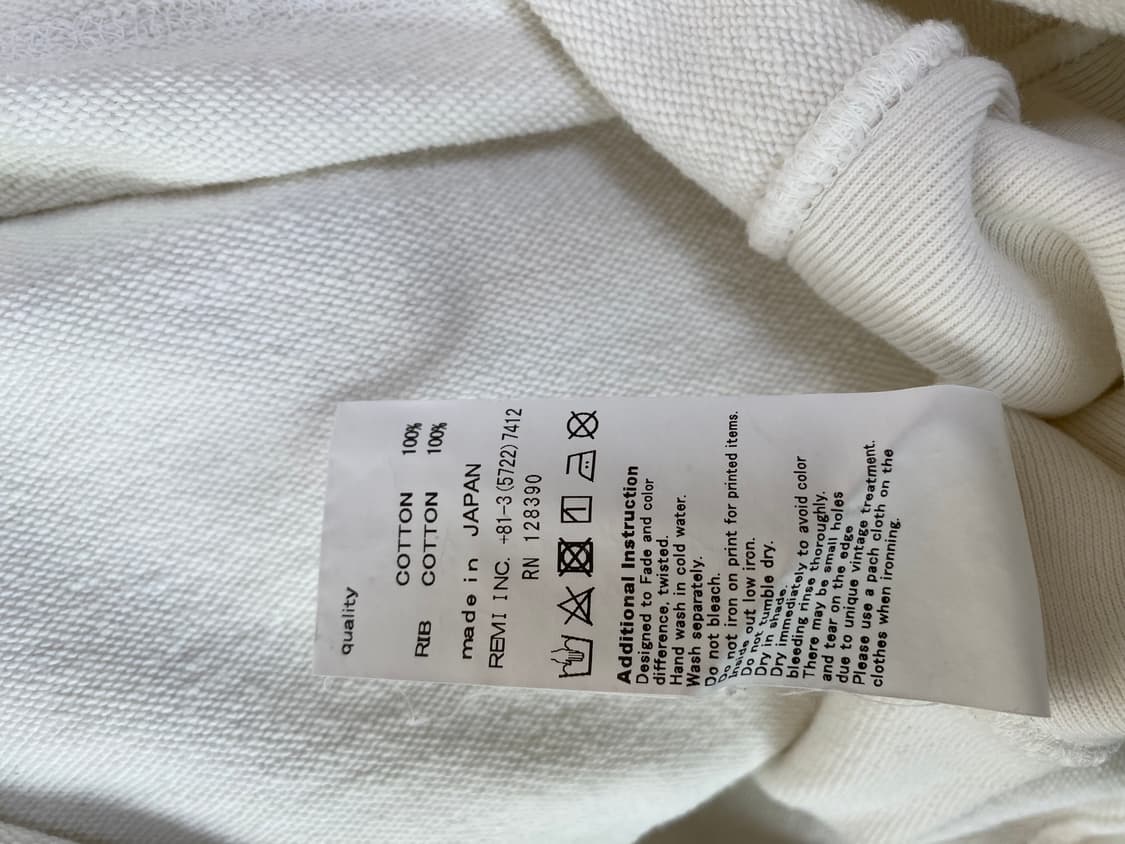 quality
COTTON 100%
RIB COTTON 100%
made in JAPAN
REMI INC. +81-3(5722)7412
RN 128390
Additional Instruction
Designed to Fade and color
difference, twisted.
Hand wash in cold water.
Wash separately.
Do not bleach.
Do not iron on print for printed items.
Inside out low iron.
Do not tumble dry.
Dry in shade.
Dry immediately to avoid color
bleeding rinse thoroughly.
There may be small holes
and tear on the edge
due to unique vintage treatment.
Please use a pach cloth on the
clothes when ironning.